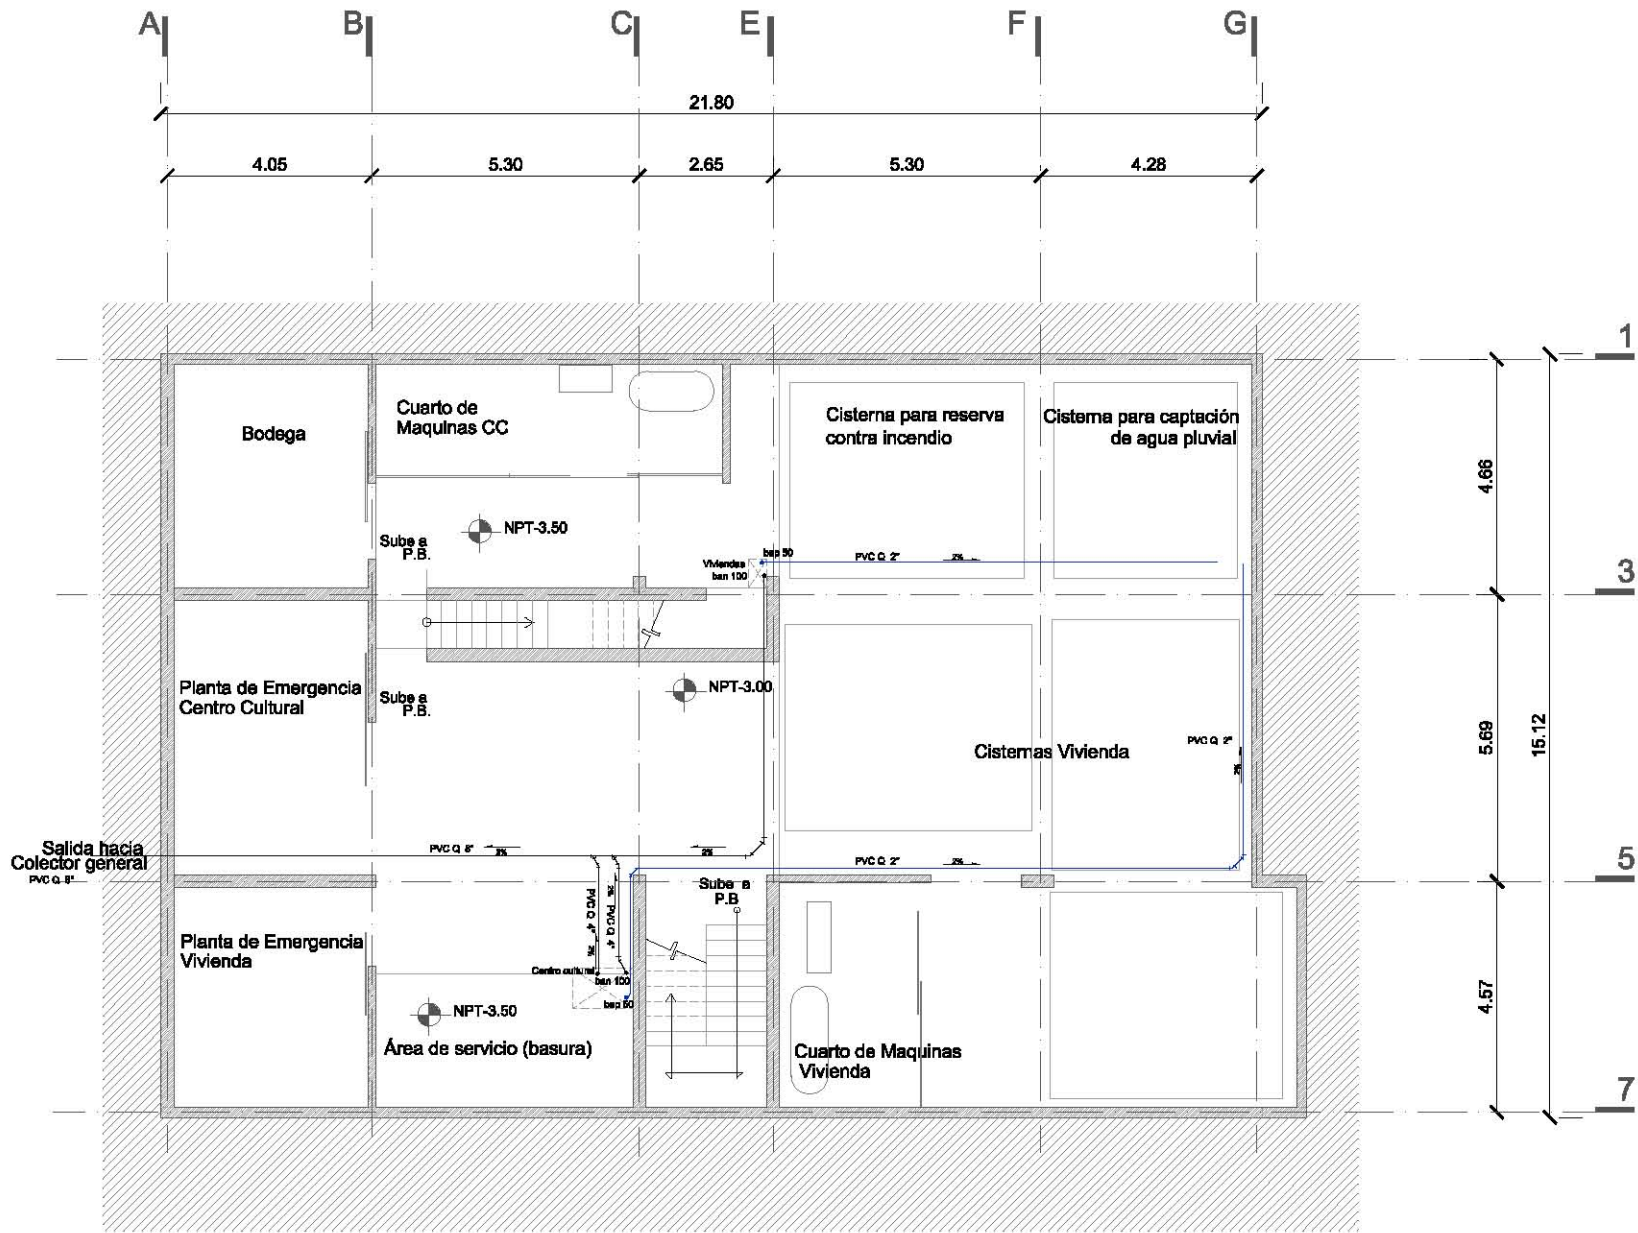 A
B
C
E
F
G
21.80
4.05
5.30
2.65
5.30
4.28
1
Bodega
Cuarto de
Maquinas CC
Cisterna para reserva
contra incendio
Cisterna para captación
de agua pluvial
4.66
NPT-3.50
Sube a
P.B.
Viviendas
ban 100
bap 50
PVC Q 2"
2%
3
Planta de Emergencia
Centro Cultural
Sube a
P.B.
NPT-3.00
Cisternas Vivienda
PVC Q 2"
2%
5.69
15.12
Salida hacia
Colector general
PVC Q 8"
PVC Q 8"
2%
2%
PVC Q 2"
2%
5
Sube a
P.B
PVC Q 4"
2%
PVC Q 4"
2%
Planta de Emergencia
Vivienda
Centro cultural
ban 100
bap 50
NPT-3.50
Área de servicio (basura)
Cuarto de Maquinas
Vivienda
4.57
7